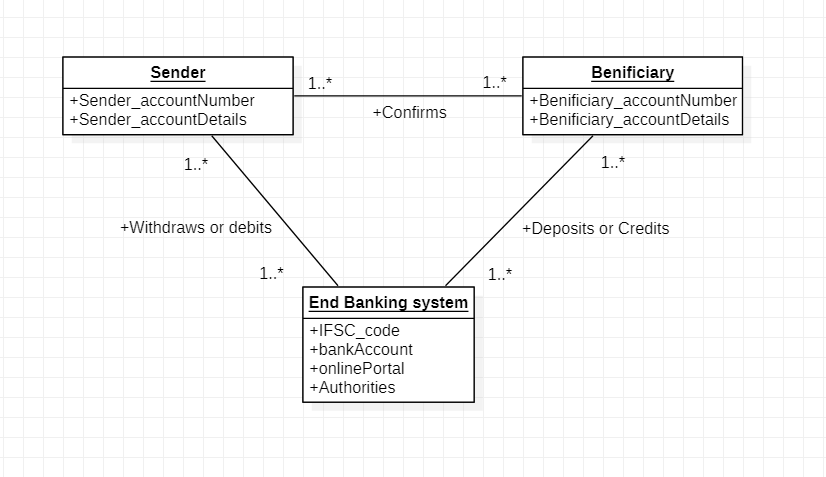 Sender
+Sender_accountNumber
+Sender_accountDetails
1..*
1..*
+Confirms
Benificiary
+Benificiary_accountNumber
+Benificiary_accountDetails
1..*
1..*
+Withdraws or debits
+Deposits or Credits
1..*
1..*
End Banking system
+IFSC_code
+bankAccount
+onlinePortal
+Authorities